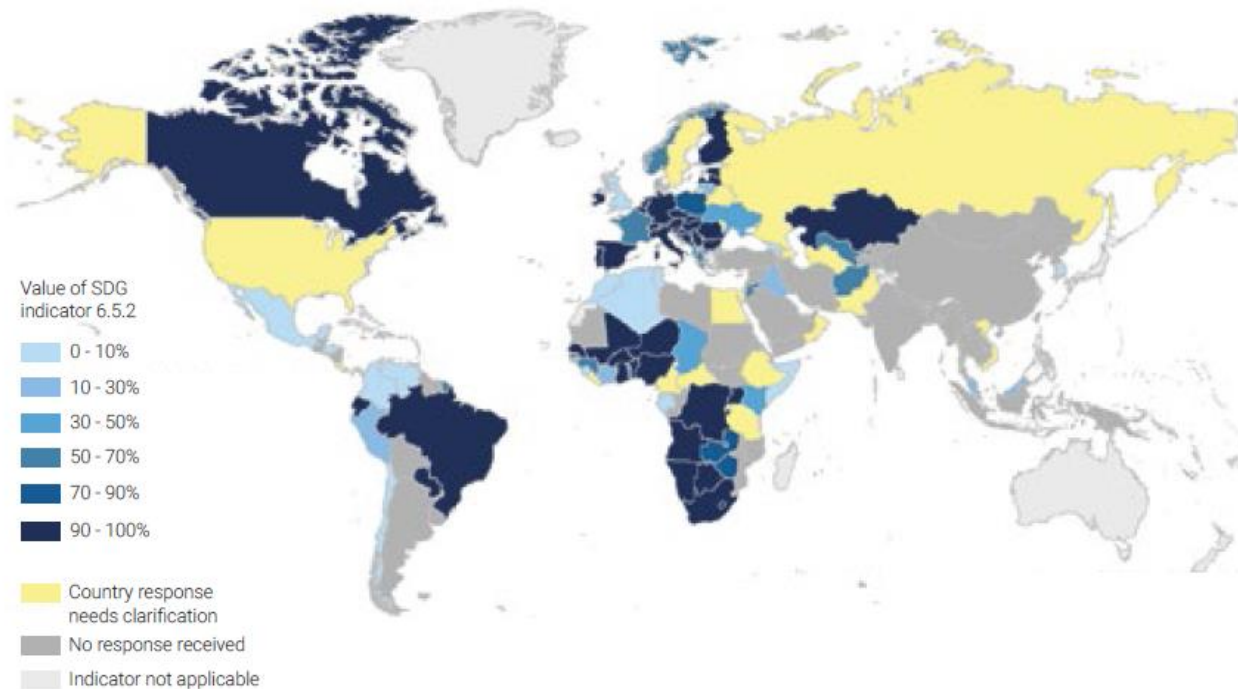 Value of SDG
indicator 6.5.2
0 - 10%
10 - 30%
30 - 50%
50 - 70%
70 - 90%
90 - 100%
Country response
needs clarification
No response received
Indicator not applicable